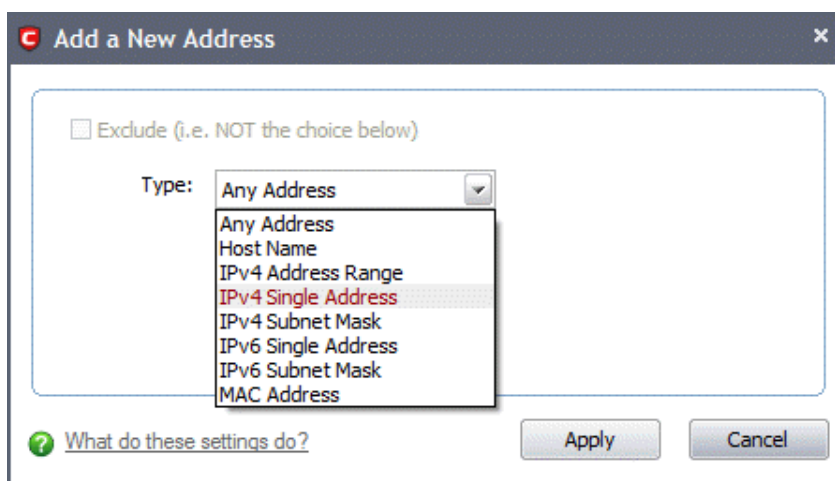 Add a New Address
Exclude (i.e. NOT the choice below)
Type: Any Address
Any Address
Host Name
IPv4 Address Range
IPv4 Single Address
IPv4 Subnet Mask
IPv6 Single Address
IPv6 Subnet Mask
MAC Address
What do these settings do? Apply Cancel